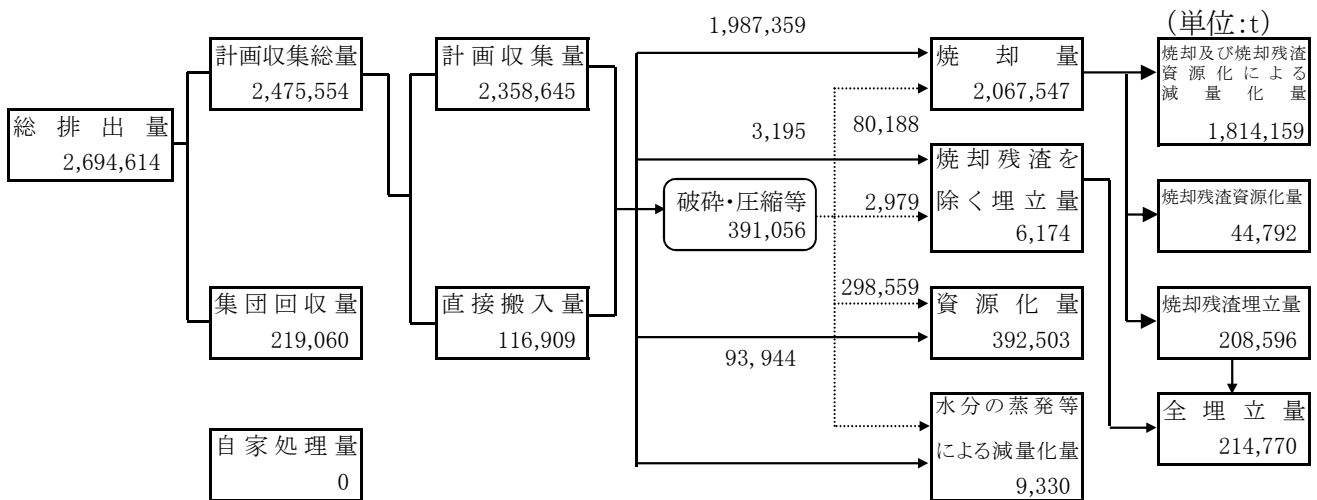 （単位:t）
総排出量
2,694,614
計画収集総量
2,475,554
集団回収量
219,060
自家処理量
0
計画収集量
2,358,645
直接搬入量
116,909
1,987,359
3,195
80,188
破砕・圧縮等
391,056
2,979
298,559
93,944
焼却量
2,067,547
焼却残渣を
除く埋立量
6,174
資源化量
392,503
水分の蒸発等
による減量化量
9,330
焼却及び焼却残渣
資源化による
減量化量
1,814,159
焼却残渣資源化量
44,792
焼却残渣埋立量
208,596
全埋立量
214,770